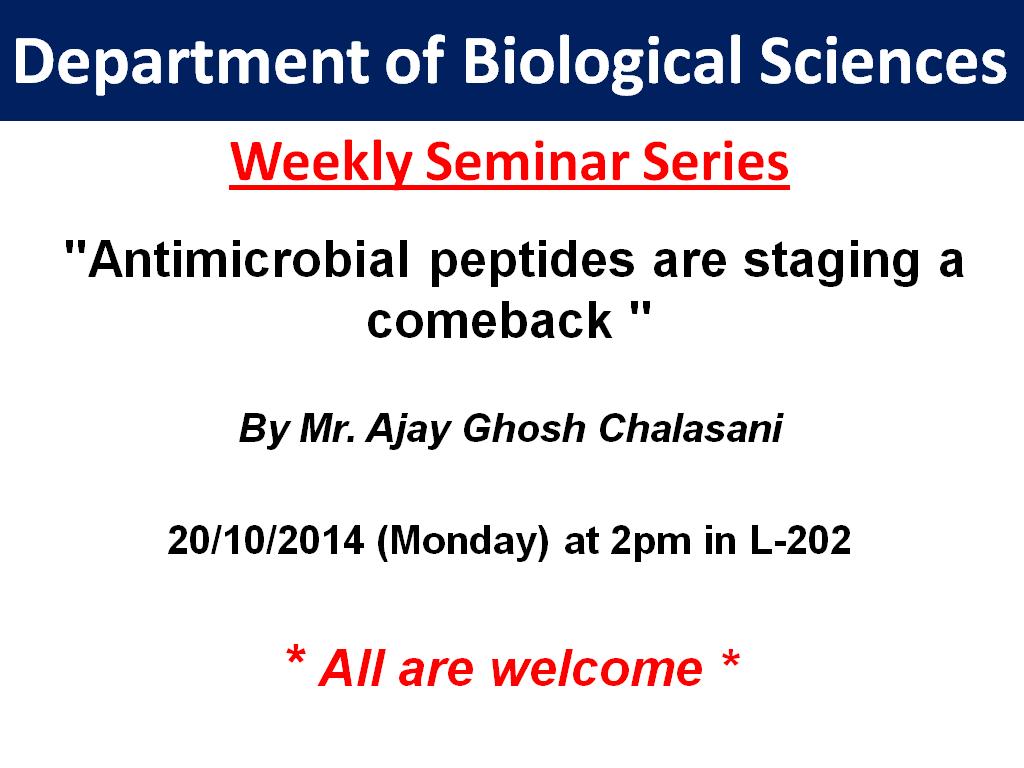 Department of Biological Sciences
Weekly Seminar Series
"Antimicrobial peptides are staging a
comeback "
By Mr. Ajay Ghosh Chalasani
20/10/2014 (Monday) at 2pm in L-202
* All are welcome *